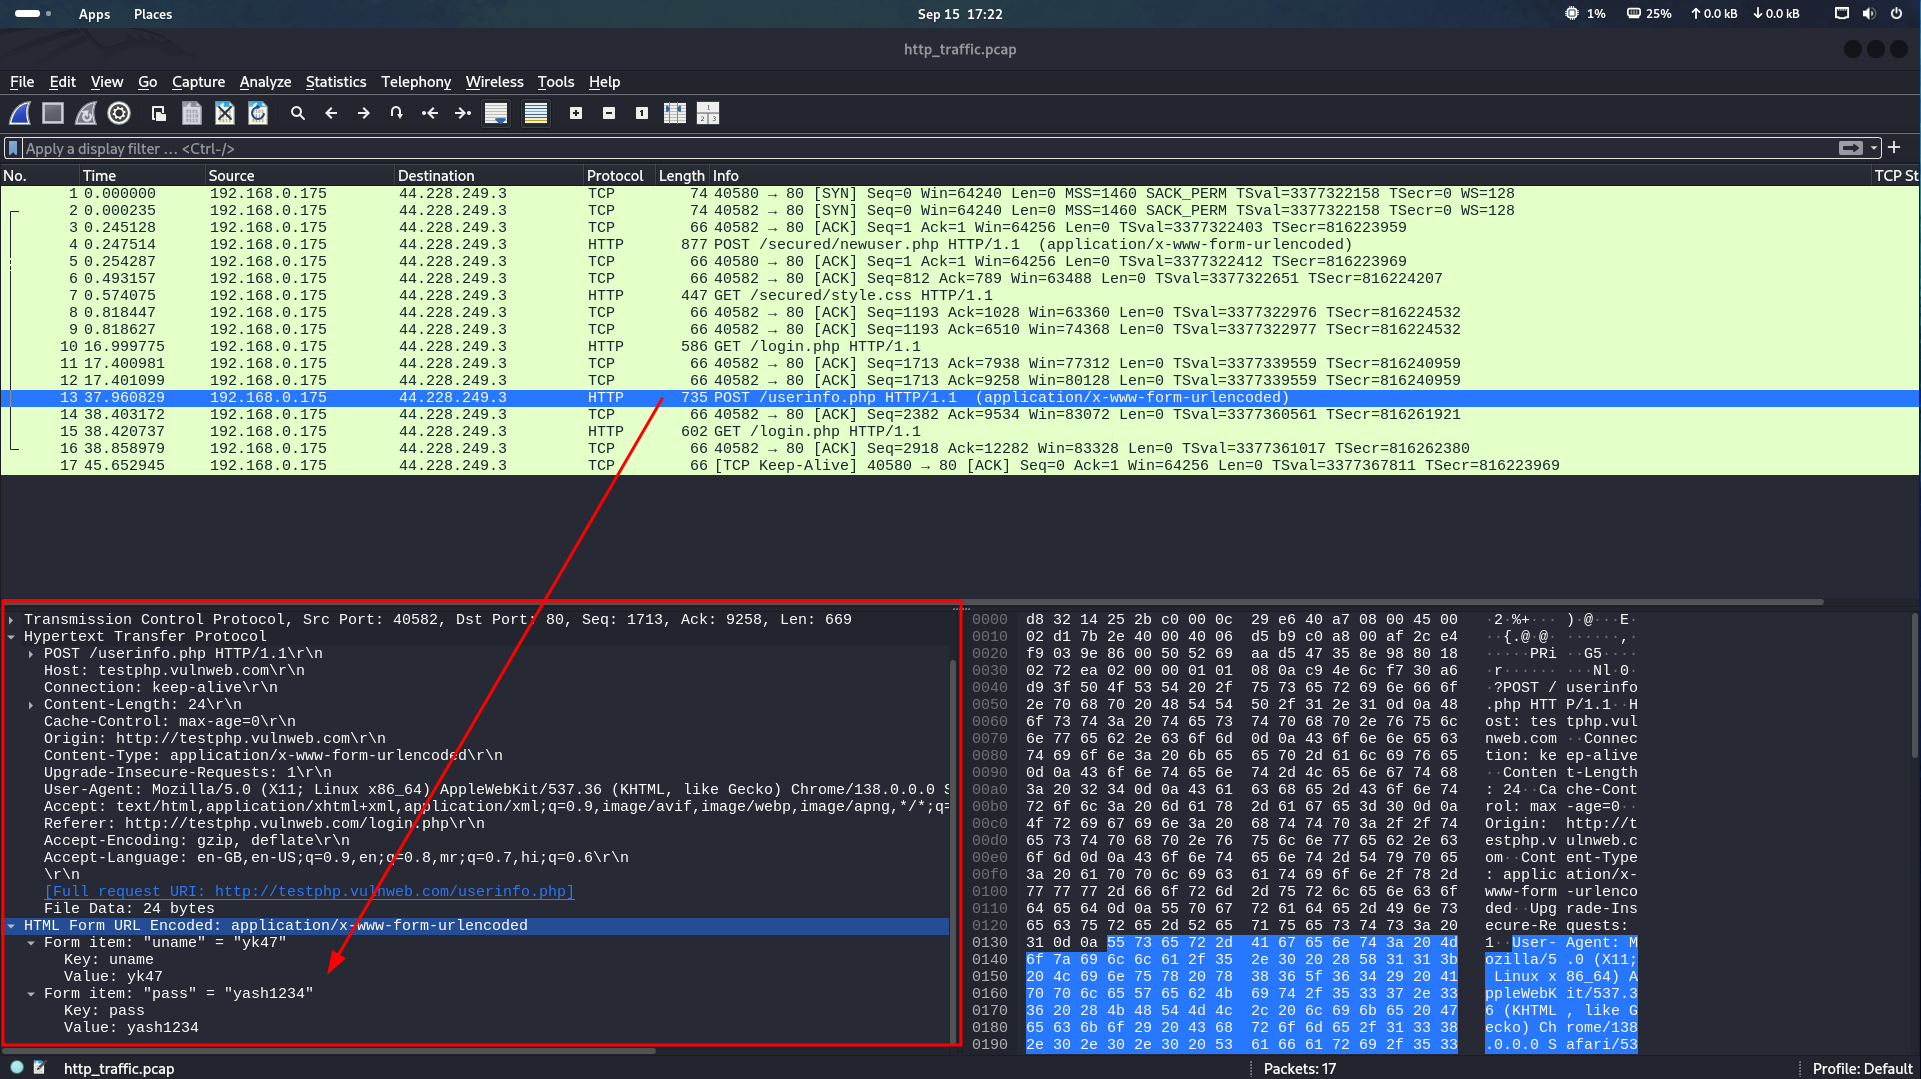 Apps Places Sep 15 17:22 1% 25% 0.0 kB 0.0 kB
http_traffic.pcap
File Edit View Go Capture Analyze Statistics Telephony Wireless Tools Help
Apply a display filter … <Ctrl-/>
No. Time Source Destination Protocol Length Info TCP St
1 0.000000 192.168.0.175 44.228.249.3 TCP 74 40580 → 80 [SYN] Seq=0 Win=64240 Len=0 MSS=1460 SACK_PERM TSval=3377322158 TSecr=0 WS=128
2 0.000235 192.168.0.175 44.228.249.3 TCP 74 40582 → 80 [SYN] Seq=0 Win=64240 Len=0 MSS=1460 SACK_PERM TSval=3377322158 TSecr=0 WS=128
3 0.245128 192.168.0.175 44.228.249.3 TCP 66 40582 → 80 [ACK] Seq=1 Ack=1 Win=64256 Len=0 TSval=3377322403 TSecr=816223959
4 0.247514 192.168.0.175 44.228.249.3 HTTP 877 POST /secured/newuser.php HTTP/1.1  (application/x-www-form-urlencoded)
5 0.254287 192.168.0.175 44.228.249.3 TCP 66 40580 → 80 [ACK] Seq=1 Ack=1 Win=64256 Len=0 TSval=3377322412 TSecr=816223969
6 0.493157 192.168.0.175 44.228.249.3 TCP 66 40582 → 80 [ACK] Seq=812 Ack=789 Win=63488 Len=0 TSval=3377322651 TSecr=816224207
7 0.574075 192.168.0.175 44.228.249.3 HTTP 447 GET /secured/style.css HTTP/1.1
8 0.818447 192.168.0.175 44.228.249.3 TCP 66 40582 → 80 [ACK] Seq=1193 Ack=1028 Win=63360 Len=0 TSval=3377322976 TSecr=816224532
9 0.818627 192.168.0.175 44.228.249.3 TCP 66 40582 → 80 [ACK] Seq=1193 Ack=6510 Win=74368 Len=0 TSval=3377322977 TSecr=816224532
10 16.999775 192.168.0.175 44.228.249.3 HTTP 586 GET /login.php HTTP/1.1
11 17.400981 192.168.0.175 44.228.249.3 TCP 66 40582 → 80 [ACK] Seq=1713 Ack=7938 Win=77312 Len=0 TSval=3377339559 TSecr=816240959
12 17.401099 192.168.0.175 44.228.249.3 TCP 66 40582 → 80 [ACK] Seq=1713 Ack=9258 Win=80128 Len=0 TSval=3377339559 TSecr=816240959
13 37.960829 192.168.0.175 44.228.249.3 HTTP 735 POST /userinfo.php HTTP/1.1  (application/x-www-form-urlencoded)
14 38.403172 192.168.0.175 44.228.249.3 TCP 66 40582 → 80 [ACK] Seq=2382 Ack=9534 Win=83072 Len=0 TSval=3377360561 TSecr=816261921
15 38.420737 192.168.0.175 44.228.249.3 HTTP 602 GET /login.php HTTP/1.1
16 38.858979 192.168.0.175 44.228.249.3 TCP 66 40582 → 80 [ACK] Seq=2918 Ack=12282 Win=83328 Len=0 TSval=3377361017 TSecr=816262380
17 45.652945 192.168.0.175 44.228.249.3 TCP 66 [TCP Keep-Alive] 40580 → 80 [ACK] Seq=0 Ack=1 Win=64256 Len=0 TSval=3377367811 TSecr=816223969
Transmission Control Protocol, Src Port: 40582, Dst Port: 80, Seq: 1713, Ack: 9258, Len: 669
Hypertext Transfer Protocol
POST /userinfo.php HTTP/1.1\r\n
Host: testphp.vulnweb.com\r\n
Connection: keep-alive\r\n
Content-Length: 24\r\n
Cache-Control: max-age=0\r\n
Origin: http://testphp.vulnweb.com\r\n
Content-Type: application/x-www-form-urlencoded\r\n
Upgrade-Insecure-Requests: 1\r\n
User-Agent: Mozilla/5.0 (X11; Linux x86_64) AppleWebKit/537.36 (KHTML, like Gecko) Chrome/138.0.0.0 S
Accept: text/html,application/xhtml+xml,application/xml;q=0.9,image/avif,image/webp,image/apng,*/*;q=
Referer: http://testphp.vulnweb.com/login.php\r\n
Accept-Encoding: gzip, deflate\r\n
Accept-Language: en-GB,en-US;q=0.9,en;q=0.8,mr;q=0.7,hi;q=0.6\r\n
\r\n
[Full request URI: http://testphp.vulnweb.com/userinfo.php]
File Data: 24 bytes
HTML Form URL Encoded: application/x-www-form-urlencoded
Form item: "uname" = "yk47"
Key: uname
Value: yk47
Form item: "pass" = "yash1234"
Key: pass
Value: yash1234
0000 d8 32 14 25 2b c0 00 0c 29 e6 40 a7 08 00 45 00 ·2·%+···)·@···E·
0010 02 d1 7b 2e 40 00 40 06 d5 b9 c0 a8 00 af 2c e4 ··{.@·@·······,·
0020 f9 03 9e 86 00 50 52 69 aa d5 47 35 8e 98 80 18 ·····PRi··G5····
0030 02 72 ea 02 00 00 01 01 08 0a c9 4e 6c f7 30 a6 ·r·········Nl·0·
0040 d9 3f 50 4f 53 54 20 2f 75 73 65 72 69 6e 66 6f ·?POST / userinfo
0050 2e 70 68 70 20 48 54 54 50 2f 31 2e 31 0d 0a 48 .php HTT P/1.1··H
0060 6f 73 74 3a 20 74 65 73 74 70 68 70 2e 76 75 6c ost: tes tphp.vul
0070 6e 77 65 62 2e 63 6f 6d 0d 0a 43 6f 6e 6e 65 63 nweb.com ··Connec
0080 74 69 6f 6e 3a 20 6b 65 65 70 2d 61 6c 69 76 65 tion: ke ep-alive
0090 0d 0a 43 6f 6e 74 65 6e 74 2d 4c 65 6e 67 74 68 ··Conten t-Length
00a0 3a 20 32 34 0d 0a 43 61 63 68 65 2d 43 6f 6e 74 : 24··Ca che-Cont
00b0 72 6f 6c 3a 20 6d 61 78 2d 61 67 65 3d 30 0d 0a rol: max -age=0··
00c0 4f 72 69 67 69 6e 3a 20 68 74 74 70 3a 2f 2f 74 Origin:  http://t
00d0 65 73 74 70 68 70 2e 76 75 6c 6e 77 65 62 2e 63 estphp.v ulnweb.c
00e0 6f 6d 0d 0a 43 6f 6e 74 65 6e 74 2d 54 79 70 65 om··Cont ent-Type
00f0 3a 20 61 70 70 6c 69 63 61 74 69 6f 6e 2f 78 2d : applic ation/x-
0100 77 77 77 2d 66 6f 72 6d 2d 75 72 6c 65 6e 63 6f www-form -urlenco
0110 64 65 64 0d 0a 55 70 67 72 61 64 65 2d 49 6e 73 ded··Upg rade-Ins
0120 65 63 75 72 65 2d 52 65 71 75 65 73 74 73 3a 20 ecure-Re quests:
0130 31 0d 0a 55 73 65 72 2d 41 67 65 6e 74 3a 20 4d 1··User- Agent: M
0140 6f 7a 69 6c 6c 61 2f 35 2e 30 20 28 58 31 31 3b ozilla/5 .0 (X11;
0150 20 4c 69 6e 75 78 20 78 38 36 5f 36 34 29 20 41 Linux x 86_64) A
0160 70 70 6c 65 57 65 62 4b 69 74 2f 35 33 37 2e 33 ppleWebK it/537.3
0170 36 20 28 4b 48 54 4d 4c 2c 20 6c 69 6b 65 20 47 6 (KHTML , like G
0180 65 63 6b 6f 29 20 43 68 72 6f 6d 65 2f 31 33 38 ecko) Ch rome/138
0190 2e 30 2e 30 2e 30 20 53 61 66 61 72 69 2f 35 33 .0.0.0 S afari/53
http_traffic.pcap Packets: 17 Profile: Default